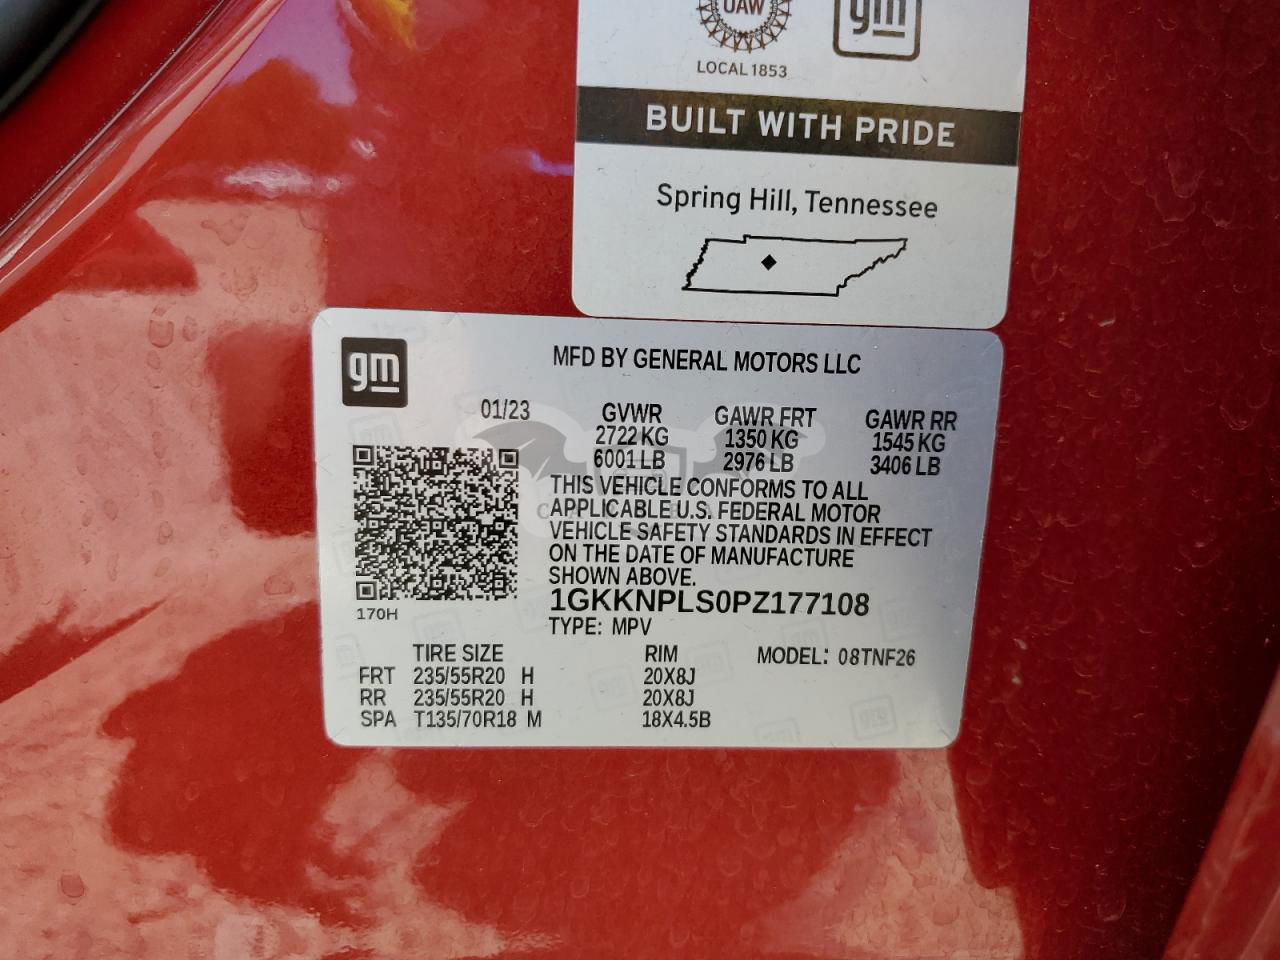 UAW
gm
LOCAL 1853
BUILT WITH PRIDE
Spring Hill, Tennessee
gm
MFD BY GENERAL MOTORS LLC
01/23 GVWR GAWR FRT GAWR RR
2722 KG 1350 KG 1545 KG
6001 LB 2976 LB 3406 LB
THIS VEHICLE CONFORMS TO ALL
APPLICABLE U.S. FEDERAL MOTOR
VEHICLE SAFETY STANDARDS IN EFFECT
ON THE DATE OF MANUFACTURE
SHOWN ABOVE.
1GKKNPLS0PZ177108
170H
TYPE: MPV
TIRE SIZE RIM MODEL: 08TNF26
FRT 235/55R20 H 20X8J
RR 235/55R20 H 20X8J
SPA T135/70R18 M 18X4.5B